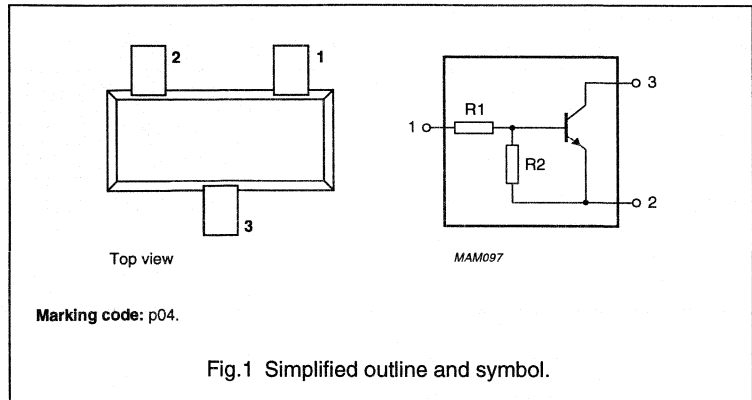 2
1
3
Top view
1
R1
R2
3
2
MAM097
Marking code: p04.
Fig.1 Simplified outline and symbol.